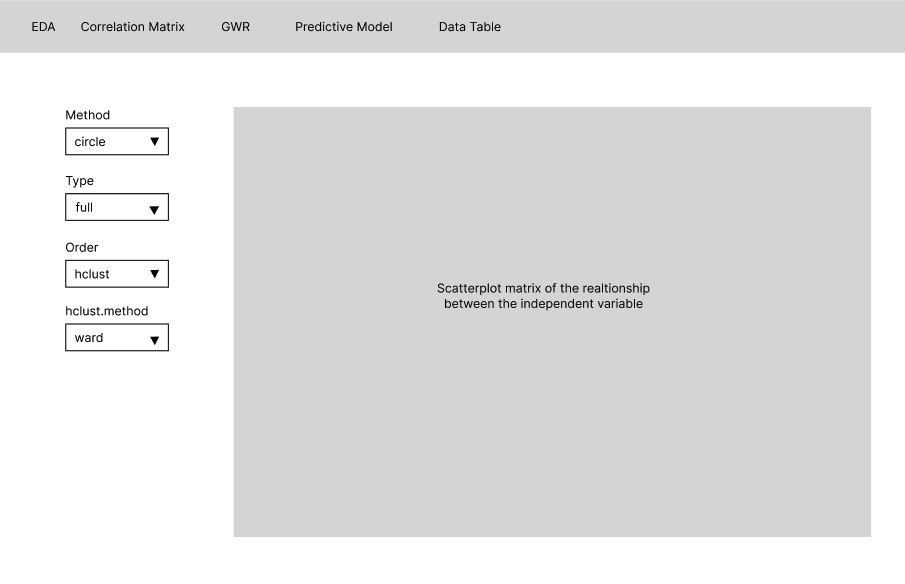 EDA Correlation Matrix GWR Predictive Model Data Table
Method
circle
Type
full
Order
hclust
hclust.method
ward
Scatterplot matrix of the realtionship
between the independent variable